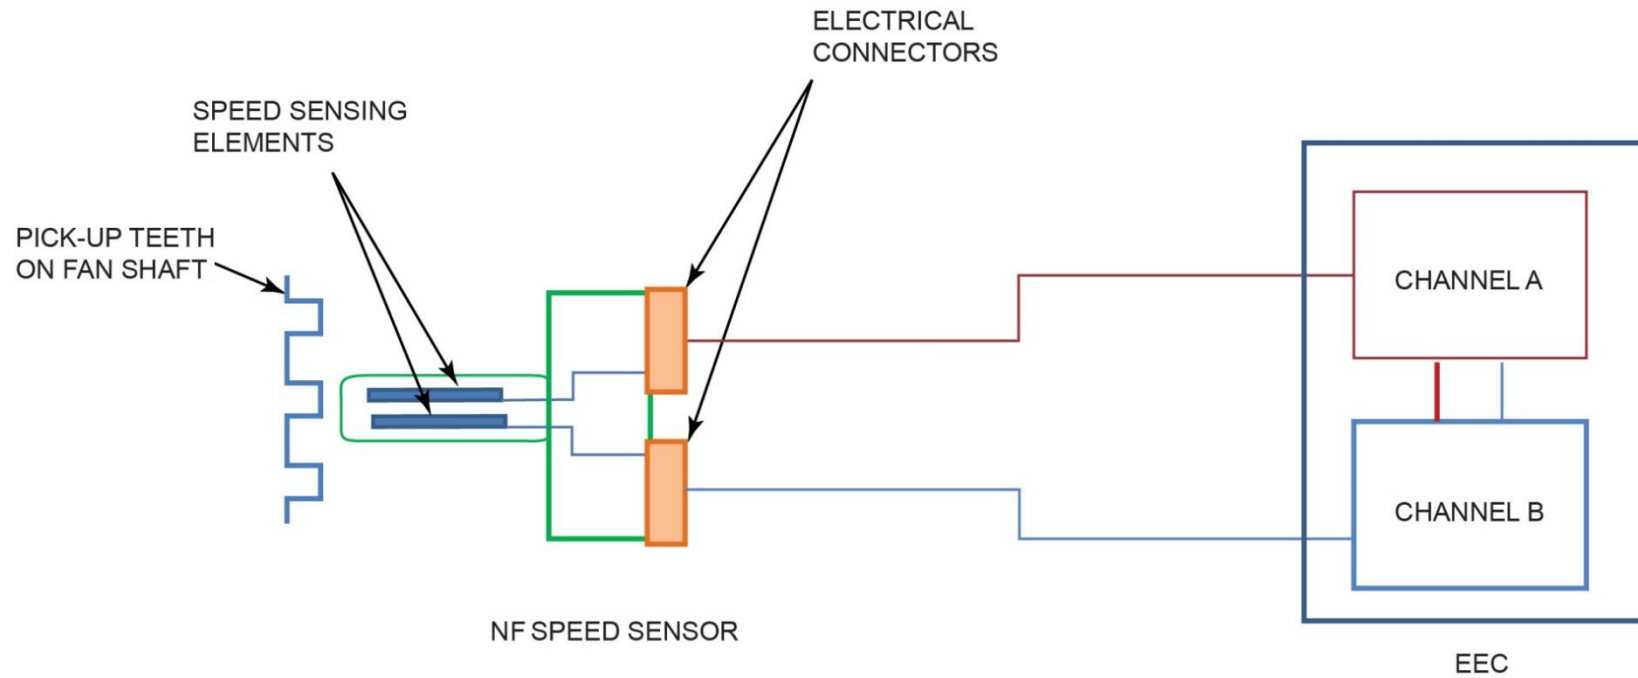 ELECTRICAL
CONNECTORS
SPEED SENSING
ELEMENTS
PICK-UP TEETH
ON FAN SHAFT
CHANNEL A
CHANNEL B
NF SPEED SENSOR
EEC